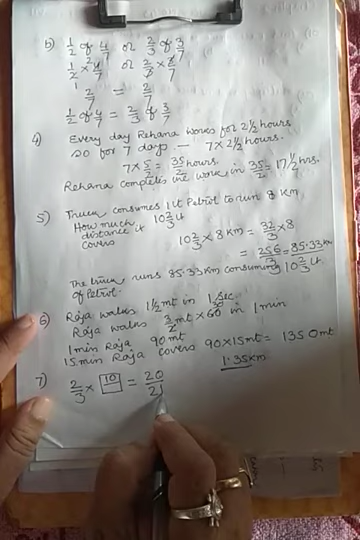 b) 1/2 of 4/7 or 2/3 of 3/7
1/2 × 4/7 or 2/3 × 3/7
2/7 = 2/7
1/2 of 4/7 = 2/3 of 3/7
4) Every day Rehana works for 2 1/2 hours
so for 7 days — 7×2 1/2 hours.
7 × 5/2 = 35/2 hours.
Rehana completes the work in 35/2 = 17 1/2 hrs.
5) Truck consumes 1 lt Petrol to run 8 km
How much
distance it 10 2/3 lt
covers
10 2/3 × 8 km = 32/3 × 8
= 256/3 = 85.33 km
The truck runs 85.33 km consuming 10 2/3 lt
of Petrol.
6) Raja walks 1 1/2 mt in 1 sec
Raja walks 3/2 mt × 60 in 1 min
1 min Raja 90 mt
15 min Raja covers 90 × 15 mt = 1350 mt
1.35 km
7) 2/3 × 10 = 20/21